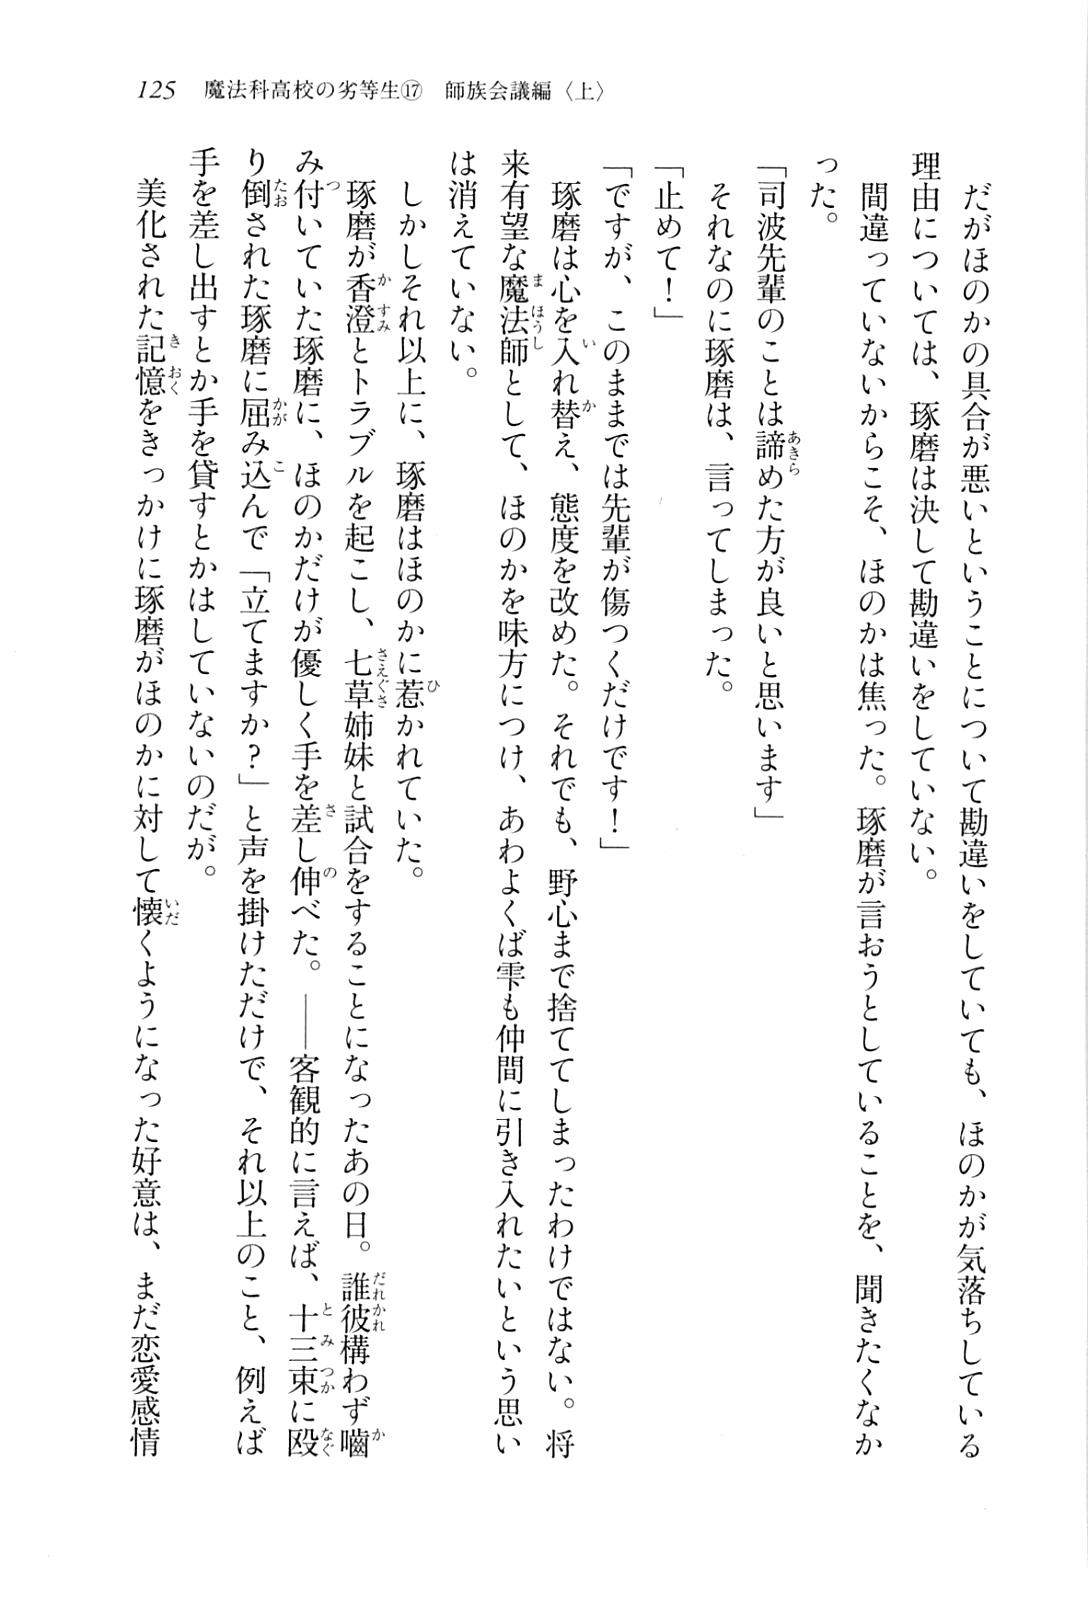 125　魔法科高校の劣等生⑰　師族会議編〈上〉
　だがほのかの具合が悪いということについて勘違いをしていても、ほのかが気落ちしている
理由については、琢磨は決して勘違いをしていない。
　間違っていないからこそ、ほのかは焦った。琢磨が言おうとしていることを、聞きたくなか
った。
「司波先輩のことは諦めた方が良いと思います」
　それなのに琢磨は、言ってしまった。
「止めて！」
「ですが、このままでは先輩が傷つくだけです！」
　琢磨は心を入れ替え、態度を改めた。それでも、野心まで捨ててしまったわけではない。将
来有望な魔法師として、ほのかを味方につけ、あわよくば雫も仲間に引き入れたいという思い
は消えていない。
　しかしそれ以上に、琢磨はほのかに惹かれていた。
　琢磨が香澄とトラブルを起こし、七草姉妹と試合をすることになったあの日。誰彼構わず嚙
み付いていた琢磨に、ほのかだけが優しく手を差し伸べた。――客観的に言えば、十三束に殴
り倒された琢磨に屈み込んで「立てますか？」と声を掛けただけで、それ以上のこと、例えば
手を差し出すとか手を貸すとかはしていないのだが。
　美化された記憶をきっかけに琢磨がほのかに対して懐くようになった好意は、まだ恋愛感情